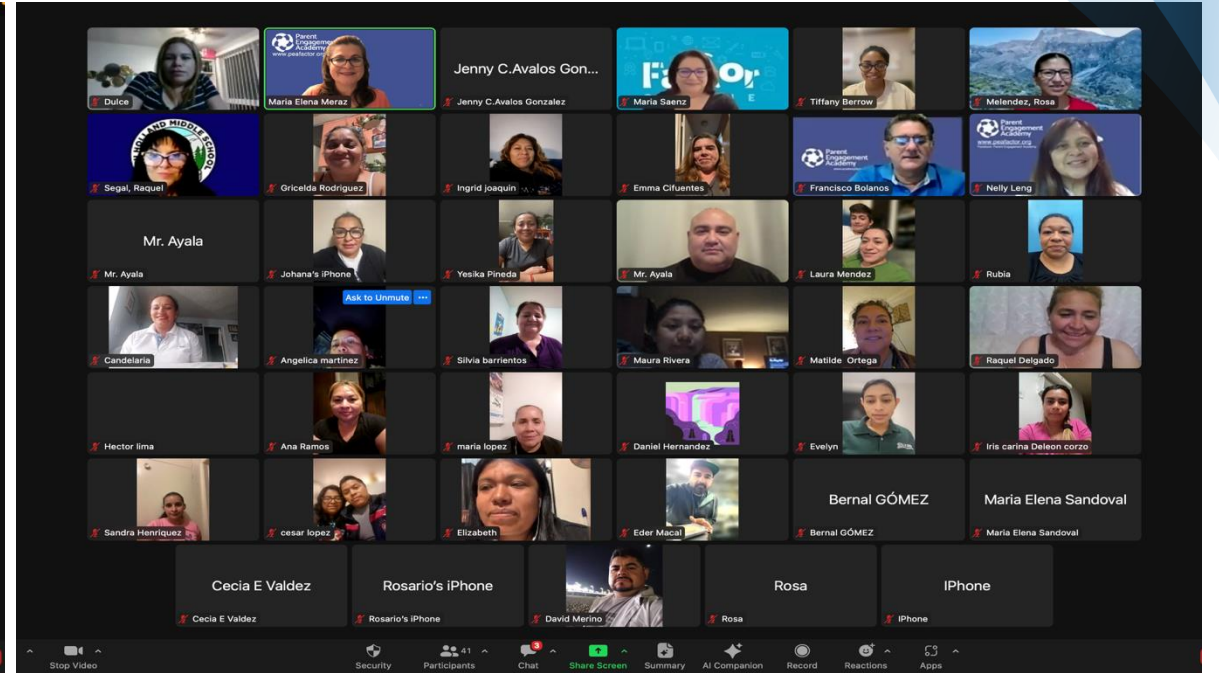 Dulce
Parent
Engagement
Academy
www.peafactor.org
Maria Elena Meraz
Jenny C.Avalos Gon...
Jenny C.Avalos Gonzalez
Maria Saenz
Tiffany Berrow
Melendez, Rosa
HOLLAND MIDDLE SCHOOL
Segal, Raquel
Gricelda Rodriguez
Ingrid joaquin
Emma Cifuentes
Parent
Engagement
Academy
Francisco Bolanos
Parent
Engagement
Academy
www.peafactor.org
Nelly Leng
Mr. Ayala
Mr. Ayala
Johana's iPhone
Yesika Pineda
Mr. Ayala
Laura Mendez
Rubia
Candelaria
Ask to Unmute ...
Angelica martinez
Silvia barrientos
Maura Rivera
Matilde Ortega
Raquel Delgado
Hector lima
Ana Ramos
maria lopez
Daniel Hernandez
Evelyn
Iris carina Deleon corzo
Sandra Henriquez
cesar lopez
Elizabeth
Eder Macal
Bernal GÓMEZ
Bernal GÓMEZ
Maria Elena Sandoval
Maria Elena Sandoval
Cecia E Valdez
Cecia E Valdez
Rosario's iPhone
Rosario's iPhone
David Merino
Rosa
Rosa
IPhone
IPhone
Stop Video
Security
41
Participants
3
Chat
Share Screen
Summary
AI Companion
Record
Reactions
Apps